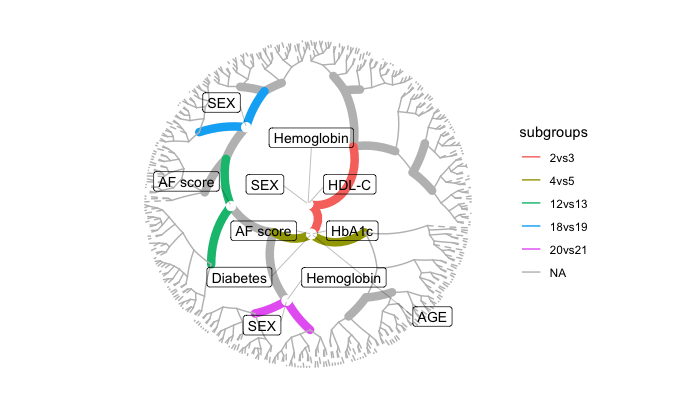 SEX
Hemoglobin
AF score
SEX
HDL-C
AF score
HbA1c
Diabetes
Hemoglobin
SEX
AGE
subgroups
2vs3
4vs5
12vs13
18vs19
20vs21
NA